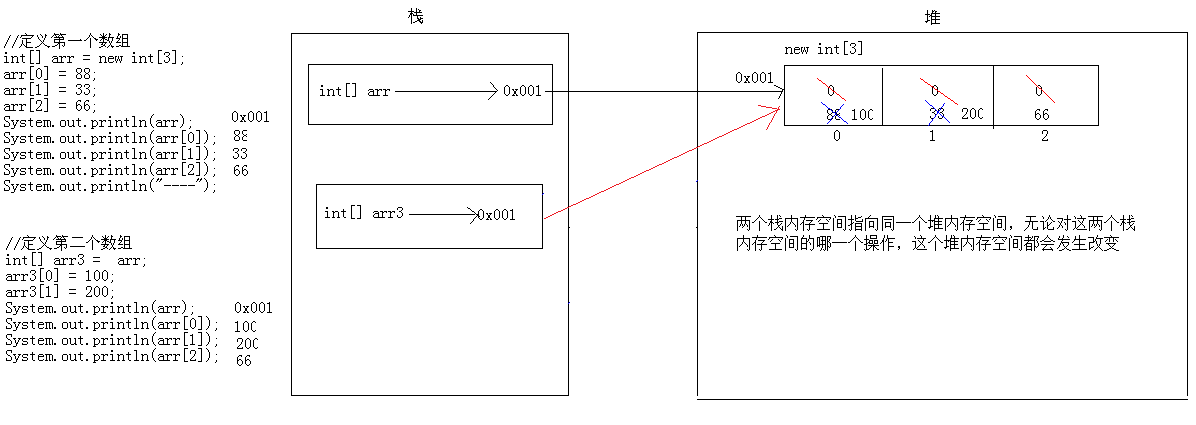 栈
堆
//定义第一个数组
int[] arr = new int[3];
arr[0] = 88;
arr[1] = 33;
arr[2] = 66;
System.out.println(arr); 0x001
System.out.println(arr[0]); 88
System.out.println(arr[1]); 33
System.out.println(arr[2]); 66
System.out.println("----");
//定义第二个数组
int[] arr3 =  arr;
arr3[0] = 100;
arr3[1] = 200;
System.out.println(arr); 0x001
System.out.println(arr[0]); 100
System.out.println(arr[1]); 200
System.out.println(arr[2]); 66
int[] arr 0x001
int[] arr3 0x001
new int[3]
0x001
0 0 0
88 100 33 200 66
0 1 2
两个栈内存空间指向同一个堆内存空间，无论对这两个栈
内存空间的哪一个操作，这个堆内存空间都会发生改变